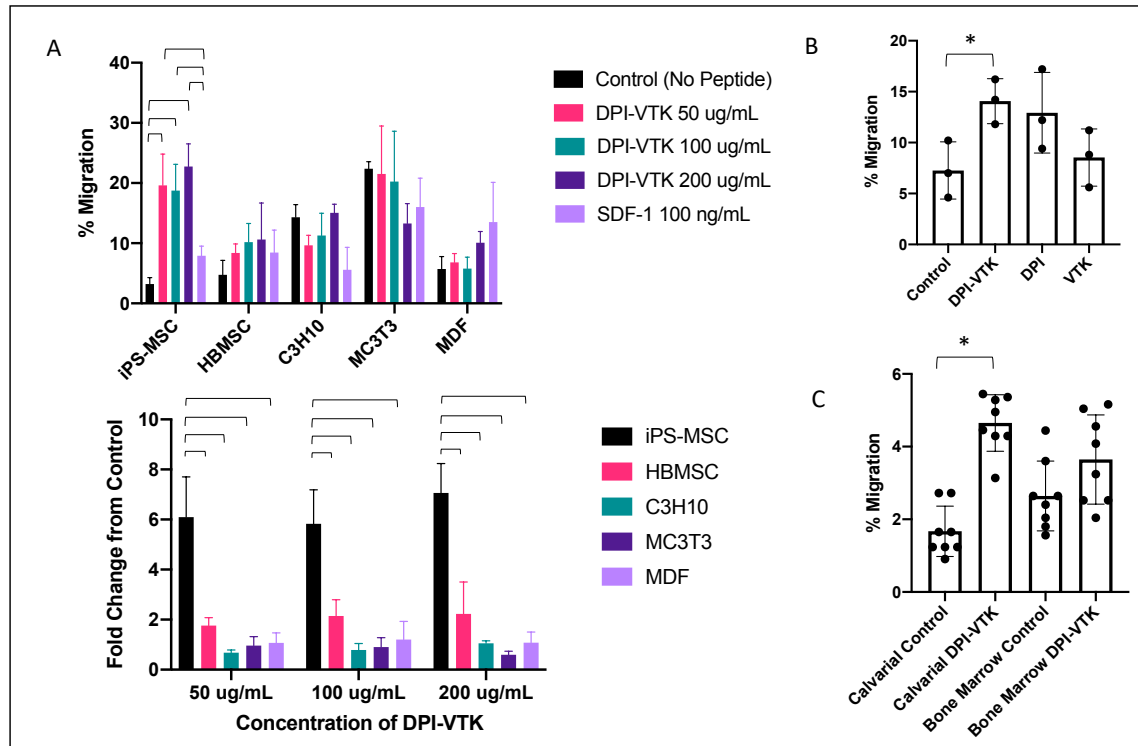 A
% Migration
40
30
20
10
0
iPS-MSC
HBMSC
C3H10
MC3T3
MDF
Control (No Peptide)
DPI-VTK 50 ug/mL
DPI-VTK 100 ug/mL
DPI-VTK 200 ug/mL
SDF-1 100 ng/mL
Fold Change from Control
10
8
6
4
2
0
50 ug/mL
100 ug/mL
200 ug/mL
Concentration of DPI-VTK
iPS-MSC
HBMSC
C3H10
MC3T3
MDF
B
*
% Migration
20
15
10
5
0
Control
DPI-VTK
DPI
VTK
C
*
% Migration
6
4
2
0
Calvarial Control
Calvarial DPI-VTK
Bone Marrow Control
Bone Marrow DPI-VTK